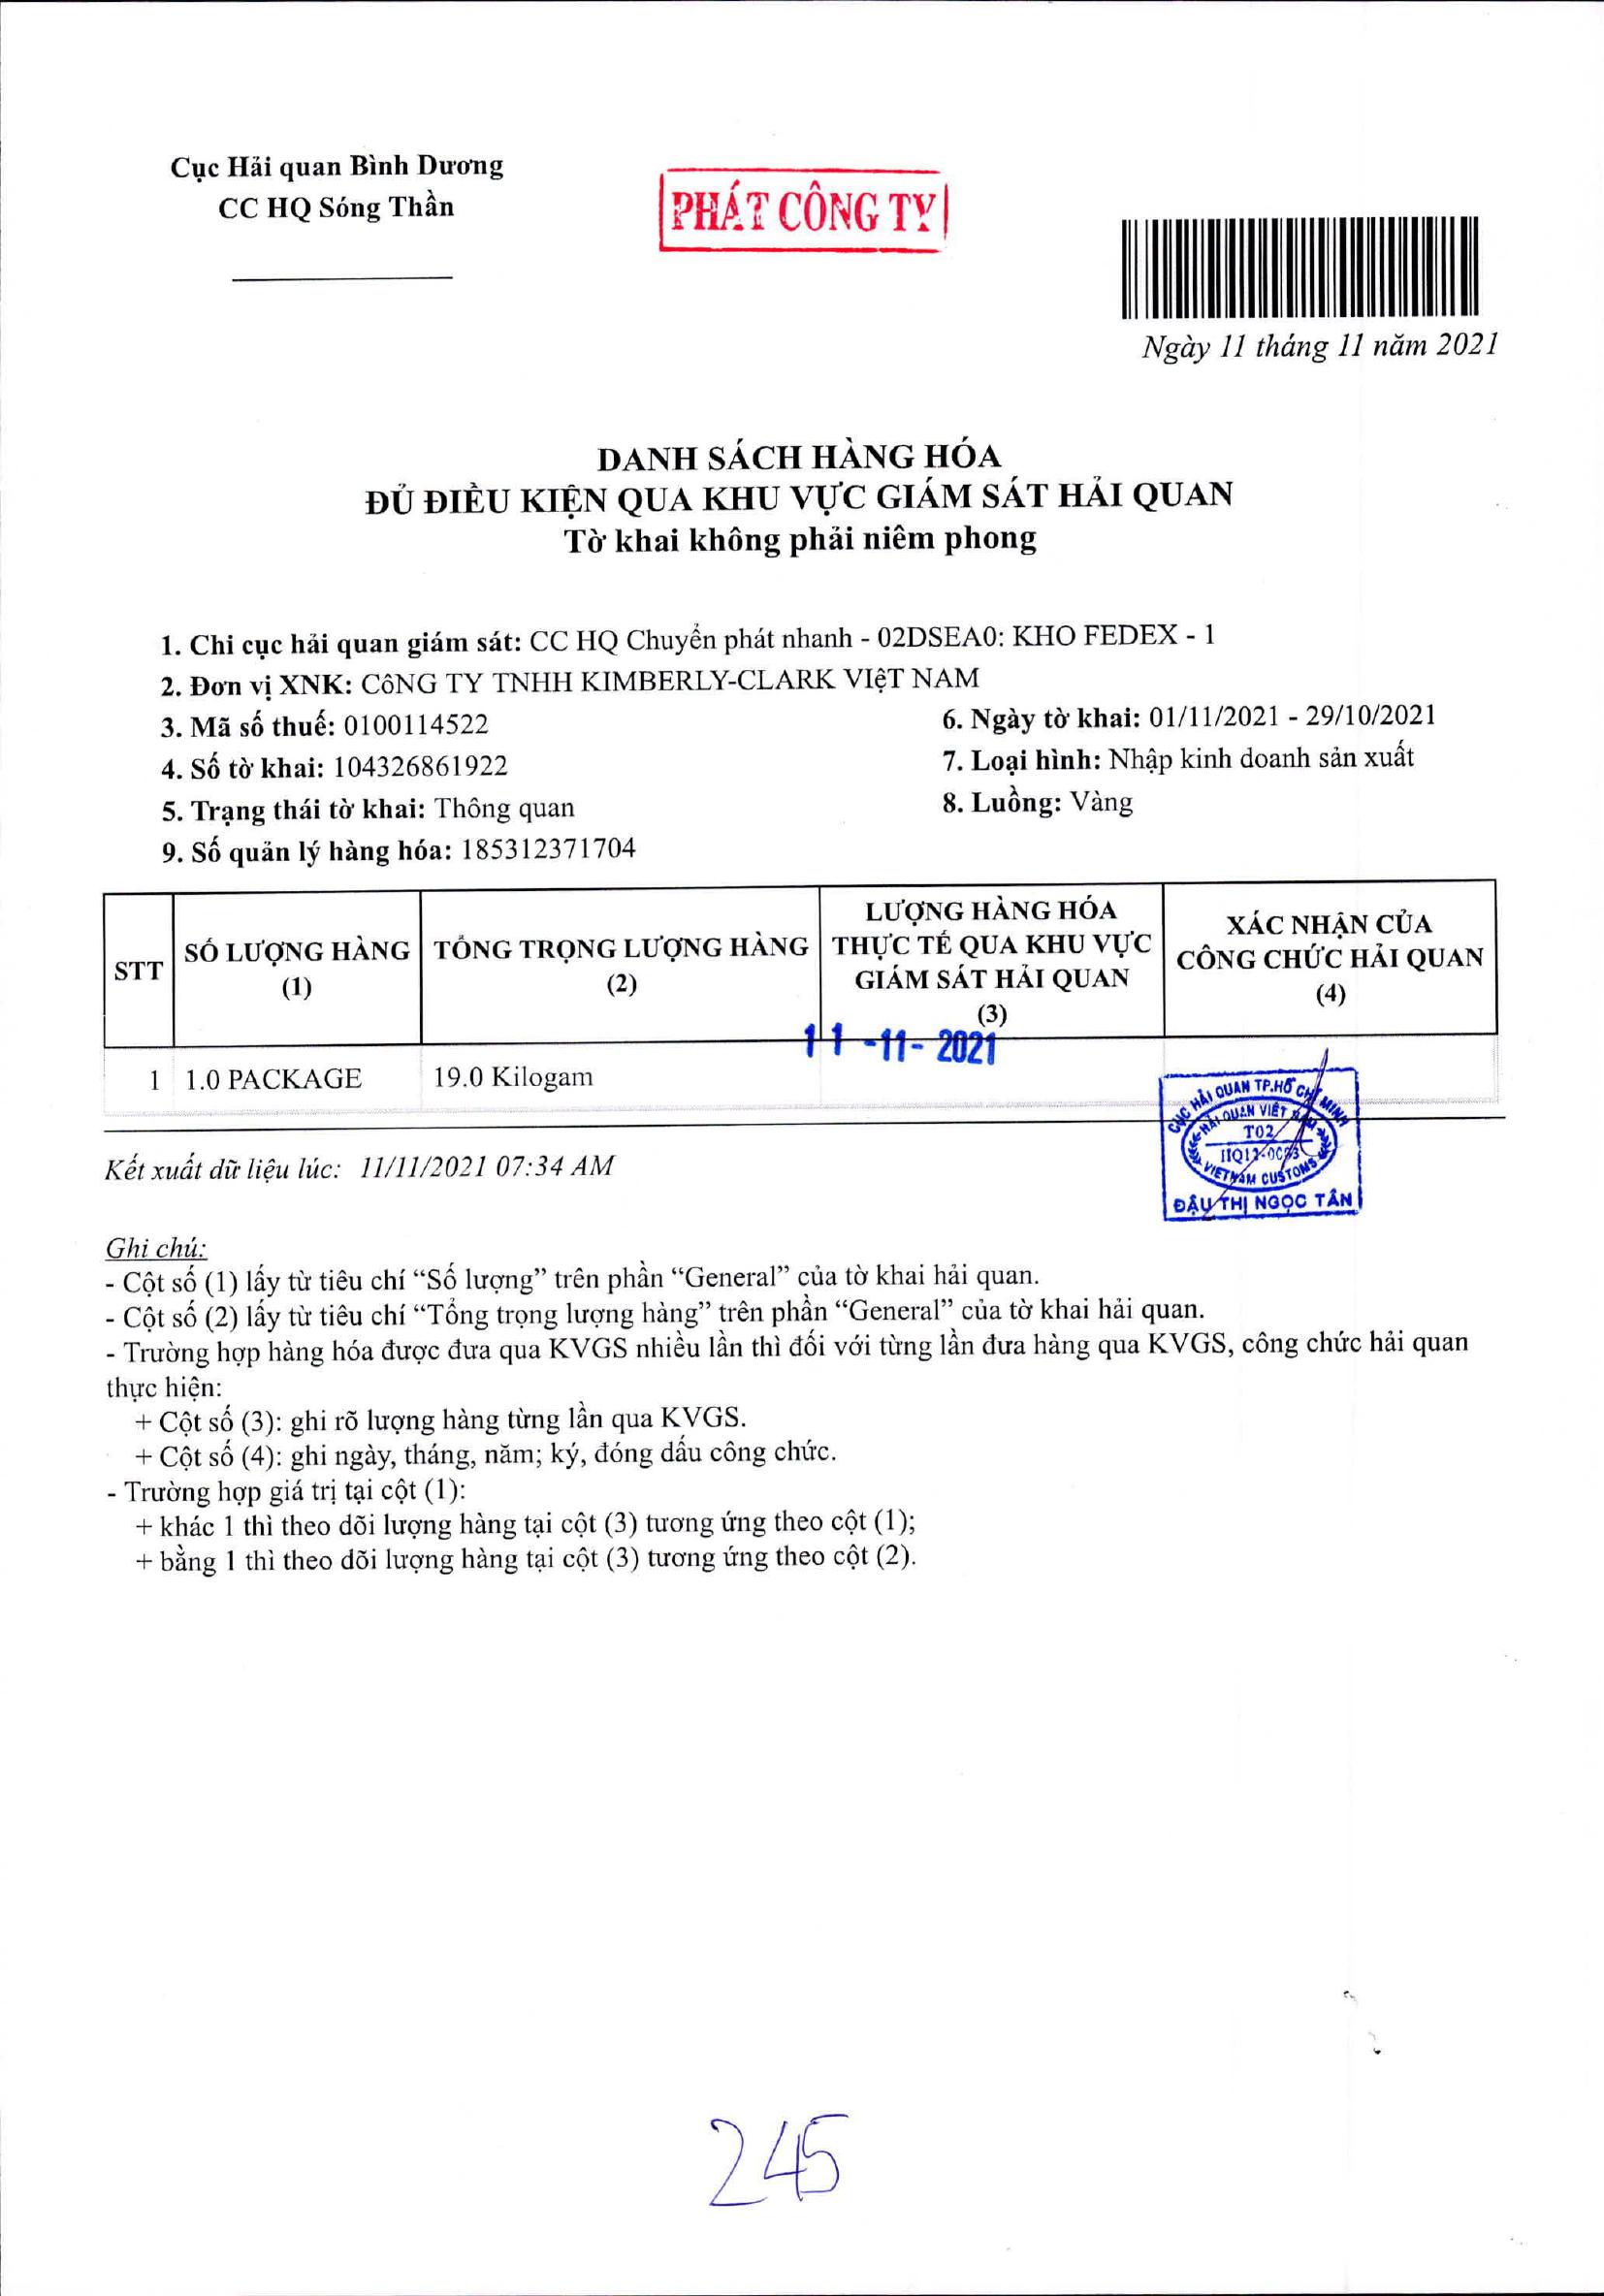 Cục Hải quan Bình Dương
CC HQ Sóng Thần
PHÁT CÔNG TY
Ngày 11 tháng 11 năm 2021
DANH SÁCH HÀNG HÓA
ĐỦ ĐIỀU KIỆN QUA KHU VỰC GIÁM SÁT HẢI QUAN
Tờ khai không phải niêm phong
1. Chi cục hải quan giám sát: CC HQ Chuyển phát nhanh - 02DSEA0: KHO FEDEX - 1
2. Đơn vị XNK: CôNG TY TNHH KIMBERLY-CLARK VIệT NAM
3. Mã số thuế: 0100114522
6. Ngày tờ khai: 01/11/2021 - 29/10/2021
4. Số tờ khai: 104326861922
7. Loại hình: Nhập kinh doanh sản xuất
5. Trạng thái tờ khai: Thông quan
8. Luồng: Vàng
9. Số quản lý hàng hóa: 185312371704
STT
SỐ LƯỢNG HÀNG
(1)
TỔNG TRỌNG LƯỢNG HÀNG
(2)
LƯỢNG HÀNG HÓA
THỰC TẾ QUA KHU VỰC
GIÁM SÁT HẢI QUAN
(3)
XÁC NHẬN CỦA
CÔNG CHỨC HẢI QUAN
(4)
11 -11- 2021
1 1.0 PACKAGE 19.0 Kilogam
CỤC HẢI QUAN TP.HỒ CHÍ MINH
HẢI QUAN VIỆT NAM
T02
VIETNAM CUSTOMS
ĐẬU THỊ NGỌC TÂN
Kết xuất dữ liệu lúc: 11/11/2021 07:34 AM
Ghi chú:
- Cột số (1) lấy từ tiêu chí “Số lượng” trên phần “General” của tờ khai hải quan.
- Cột số (2) lấy từ tiêu chí “Tổng trọng lượng hàng” trên phần “General” của tờ khai hải quan.
- Trường hợp hàng hóa được đưa qua KVGS nhiều lần thì đối với từng lần đưa hàng qua KVGS, công chức hải quan
thực hiện:
+ Cột số (3): ghi rõ lượng hàng từng lần qua KVGS.
+ Cột số (4): ghi ngày, tháng, năm; ký, đóng dấu công chức.
- Trường hợp giá trị tại cột (1):
+ khác 1 thì theo dõi lượng hàng tại cột (3) tương ứng theo cột (1);
+ bằng 1 thì theo dõi lượng hàng tại cột (3) tương ứng theo cột (2).
245